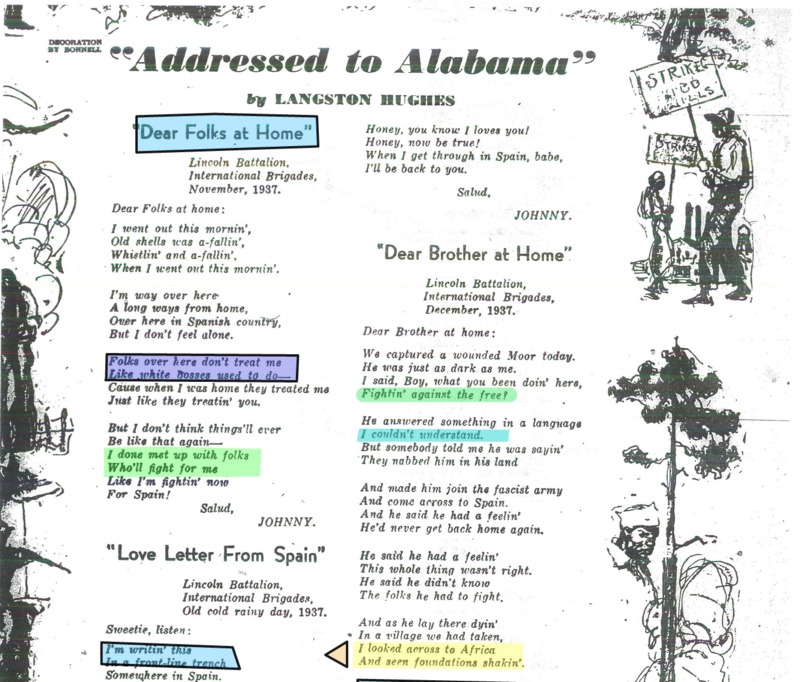 DECORATION
BY BONNELL
"Addressed to Alabama"
by LANGSTON HUGHES
"Dear Folks at Home"
Lincoln Battalion,
International Brigades,
November, 1937.
Dear Folks at home:
I went out this mornin',
Old shells was a-fallin',
Whistlin' and a-fallin',
When I went out this mornin'.
I'm way over here
A long ways from home,
Over here in Spanish country,
But I don't feel alone.
Folks over here don't treat me
Like white bosses used to do—
Cause when I was home they treated me
Just like they treatin' you.
But I don't think things'll ever
Be like that again—
I done met up with folks
Who'll fight for me
Like I'm fightin' now
For Spain!
Salud,
JOHNNY.
"Love Letter From Spain"
Lincoln Battalion,
International Brigades,
Old cold rainy day, 1937.
Sweetie, listen:
I'm writin' this
In a front-line trench
Somewhere in Spain.
Honey, you know I loves you!
Honey, now be true!
When I get through in Spain, babe,
I'll be back to you.
Salud,
JOHNNY.
"Dear Brother at Home"
Lincoln Battalion,
International Brigades,
December, 1937.
Dear Brother at home:
We captured a wounded Moor today.
He was just as dark as me.
I said, Boy, what you been doin' here,
Fightin' against the free?
He answered something in a language
I couldn't understand.
But somebody told me he was sayin'
They nabbed him in his land
And made him join the fascist army
And come across to Spain.
And he said he had a feelin'
He'd never get back home again.
He said he had a feelin'
This whole thing wasn't right.
He said he didn't know
The folks he had to fight.
And as he lay there dyin'
In a village we had taken,
I looked across to Africa
And seen foundations shakin'.
STRIKE
STRIKE